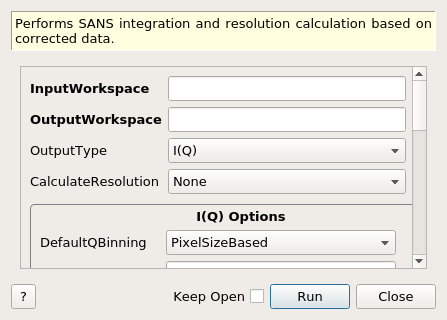 Performs SANS integration and resolution calculation based on
corrected data.
InputWorkspace
OutputWorkspace
OutputType I(Q)
CalculateResolution None
I(Q) Options
DefaultQBinning PixelSizeBased
? Keep Open Run Close